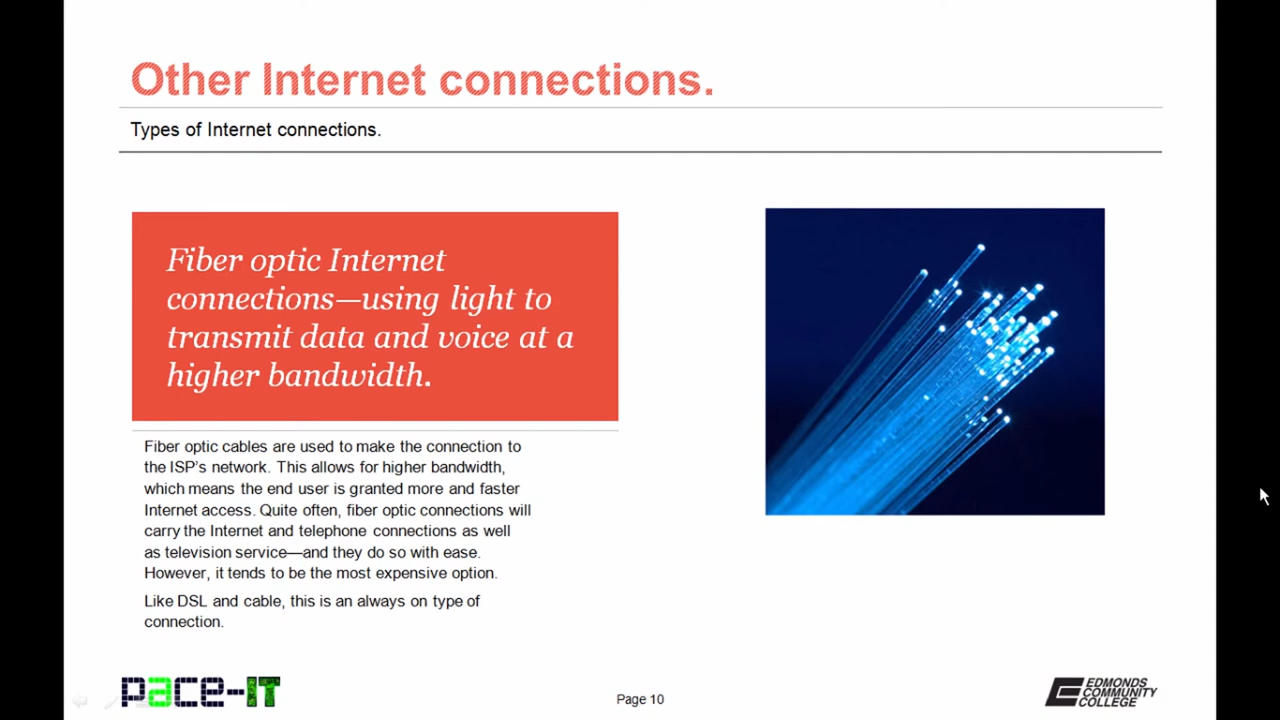 Other Internet connections.
Types of Internet connections.
Fiber optic Internet
connections—using light to
transmit data and voice at a
higher bandwidth.
Fiber optic cables are used to make the connection to
the ISP's network. This allows for higher bandwidth,
which means the end user is granted more and faster
Internet access. Quite often, fiber optic connections will
carry the Internet and telephone connections as well
as television service—and they do so with ease.
However, it tends to be the most expensive option.
Like DSL and cable, this is an always on type of
connection.
pace-IT
Page 10
EDMONDS
COMMUNITY
COLLEGE